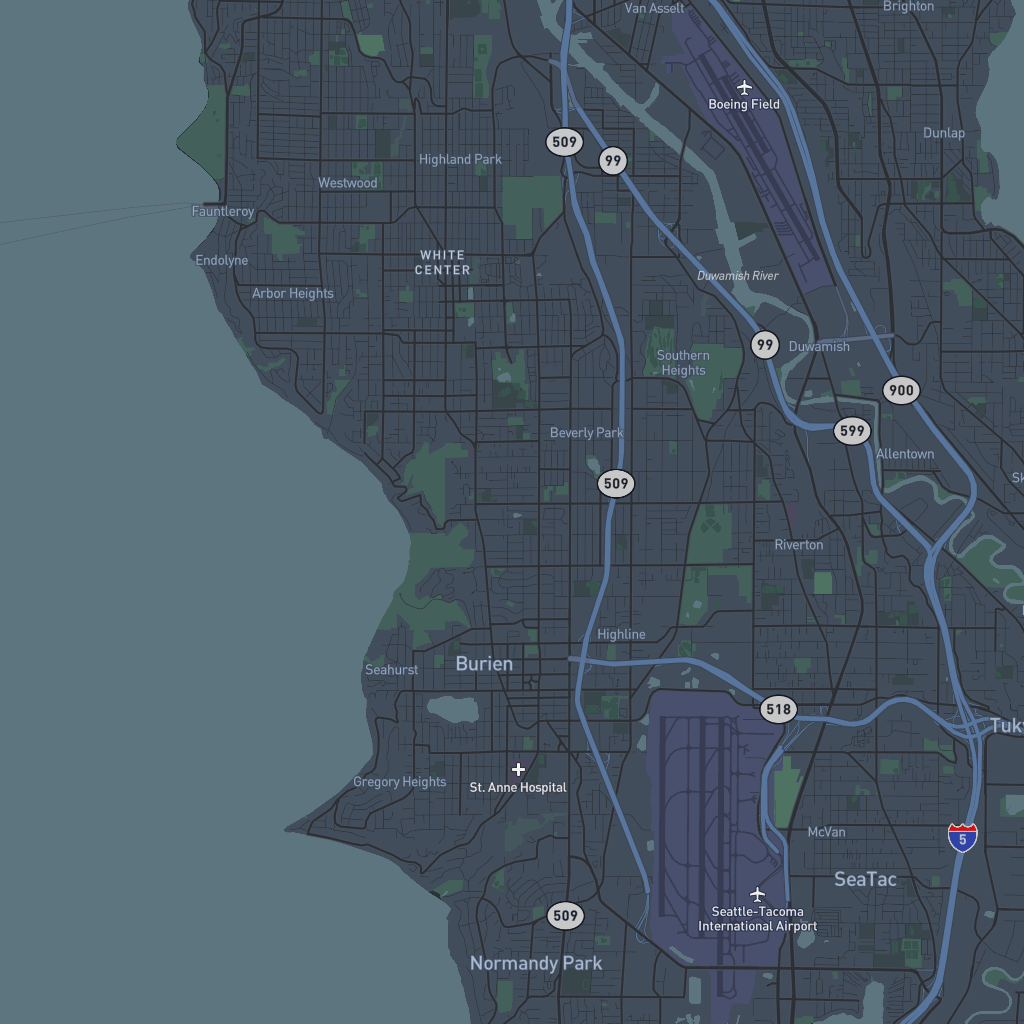 Van Asselt
Brighton
Boeing Field
Dunlap
509
99
Highland Park
Westwood
Fauntleroy
WHITE
CENTER
Endolyne
Arbor Heights
Duwamish River
99
Duwamish
Southern
Heights
900
Beverly Park
599
Allentown
Sk
509
Riverton
Highline
Burien
Seahurst
518
Tukw
St. Anne Hospital
Gregory Heights
McVan
5
SeaTac
Seattle-Tacoma
International Airport
509
Normandy Park